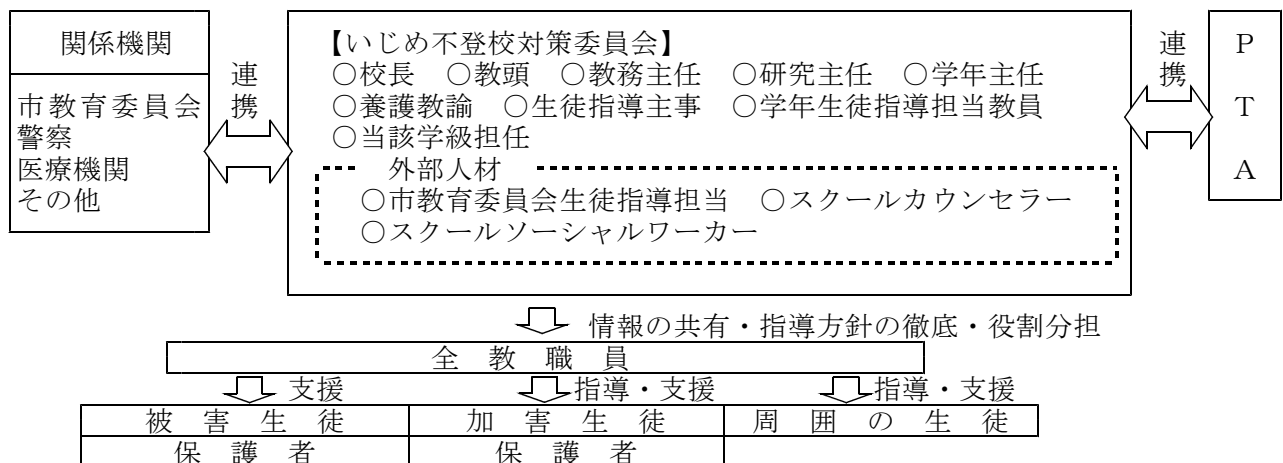 関係機関
市教育委員会
警察
医療機関
その他
連携
【いじめ不登校対策委員会】
○校長　○教頭　○教務主任　○研究主任　○学年主任
○養護教諭　○生徒指導主事　○学年生徒指導担当教員
○当該学級担任
外部人材
○市教育委員会生徒指導担当　○スクールカウンセラー
○スクールソーシャルワーカー
連携
ＰＴＡ
情報の共有・指導方針の徹底・役割分担
全　教　職　員
支援　指導・支援　指導・支援
被　害　生　徒　加　害　生　徒　周　囲　の　生　徒
保　護　者　保　護　者